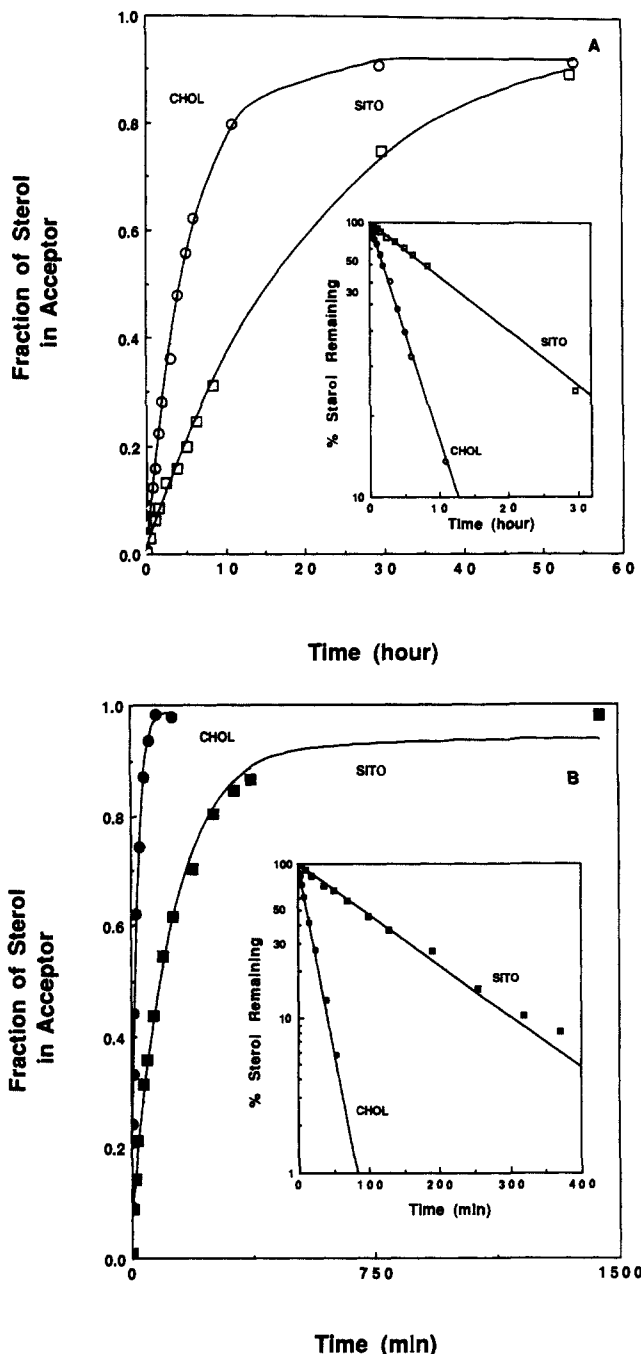 1.0
0.8
0.6
0.4
0.2
0.0
Fraction of Sterol
in Acceptor
A
CHOL
SITO
100
50
30
10
% Starol Remaining
SITO
CHOL
0
10
20
30
Time (hour)
0
10
20
30
40
50
60
Time (hour)
1.0
0.8
0.6
0.4
0.2
0.0
Fraction of Sterol
in Acceptor
CHOL
SITO
B
100
30
10
3
1
% Sterol Remaining
SITO
CHOL
0
100
200
300
400
Time (min)
0
750
1500
Time (min)